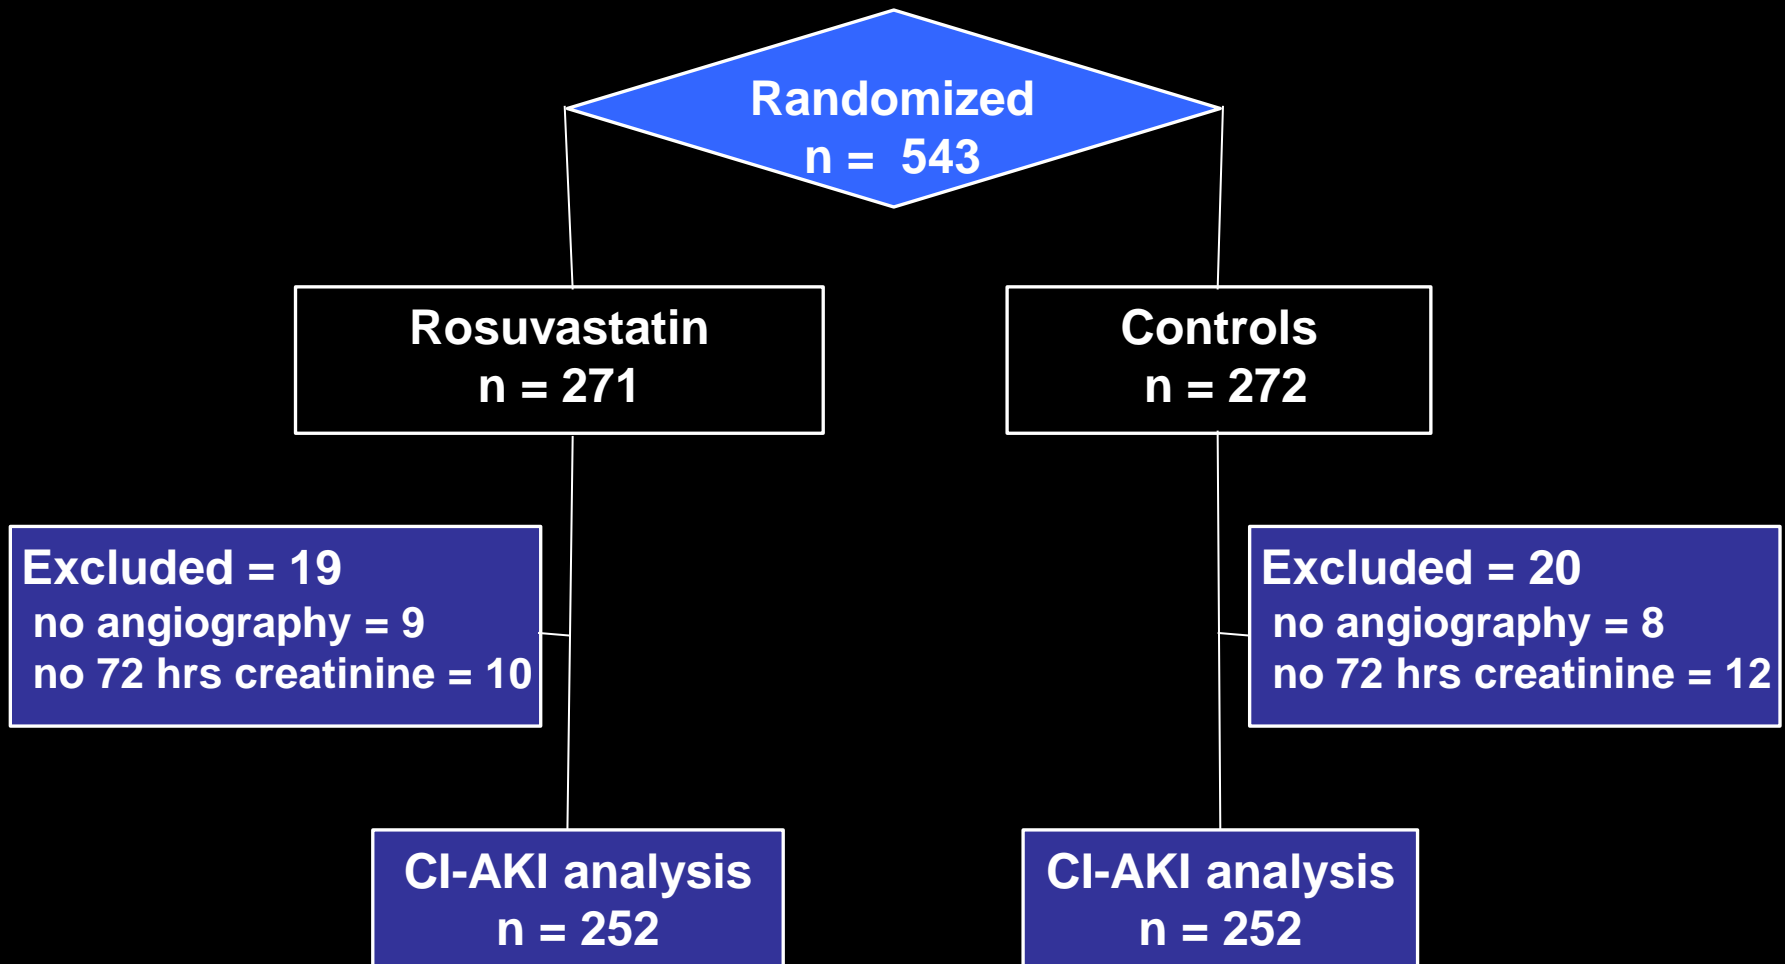 Randomized
n = 543
Rosuvastatin
n = 271
Controls
n = 272
Excluded = 19
no angiography = 9
no 72 hrs creatinine = 10
Excluded = 20
no angiography = 8
no 72 hrs creatinine = 12
CI-AKI analysis
n = 252
CI-AKI analysis
n = 252